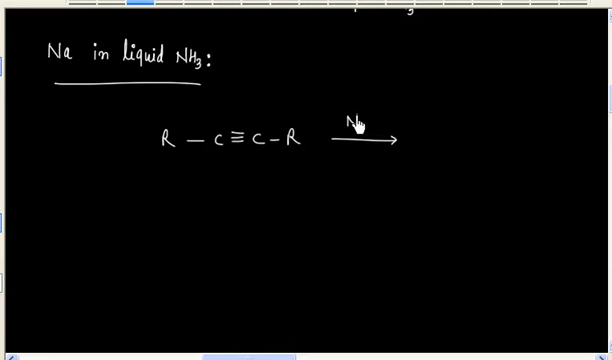 Na in liquid NH₃:
R — C ≡ C – R ⟶ N